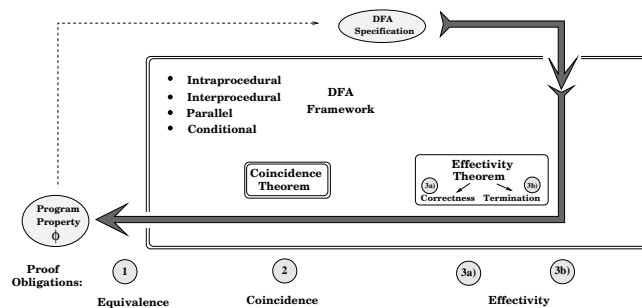 DFA
Specification
• Intraprocedural
• Interprocedural
• Parallel
• Conditional
DFA
Framework
Coincidence
Theorem
Effectivity
Theorem
3a) 3b)
Correctness Termination
Program
Property
ϕ
Proof
Obligations:
1 2 3a) 3b)
Equivalence Coincidence Effectivity